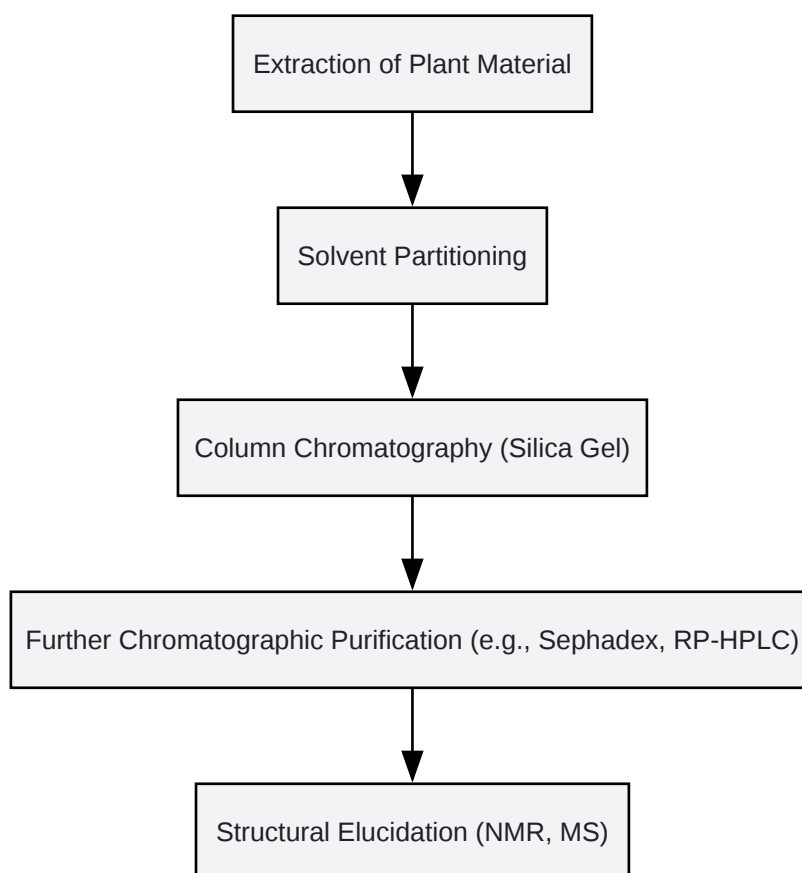 Extraction of Plant Material
Solvent Partitioning
Column Chromatography (Silica Gel)
Further Chromatographic Purification (e.g., Sephadex, RP-HPLC)
Structural Elucidation (NMR, MS)